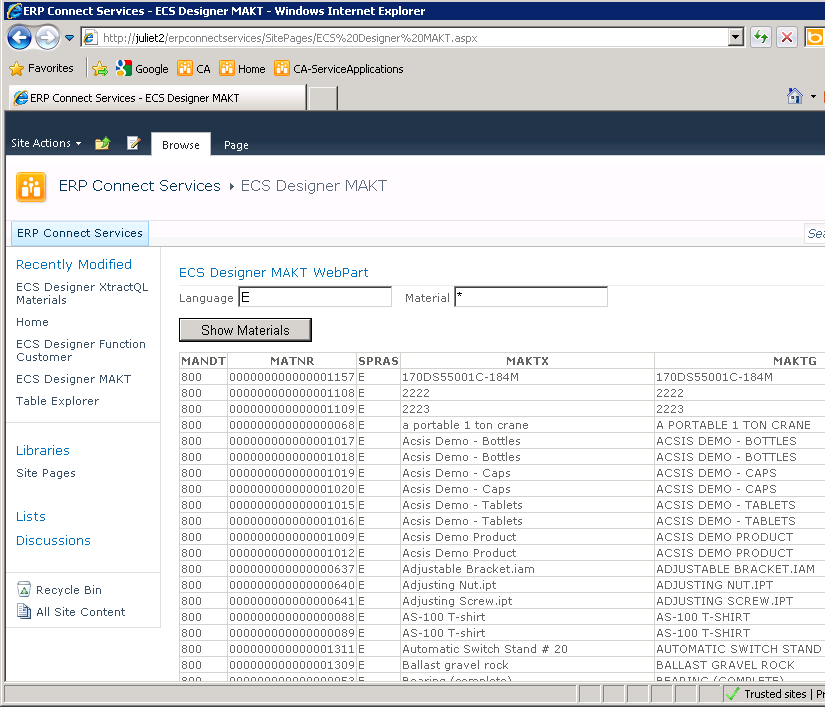 ERP Connect Services - ECS Designer MAKT - Windows Internet Explorer
http://juliet2/erpconnectservices/SitePages/ECS%20Designer%20MAKT.aspx
Favorites Google CA Home CA-ServiceApplications
ERP Connect Services - ECS Designer MAKT
Site Actions Browse Page
ERP Connect Services ▸ ECS Designer MAKT
ERP Connect Services
Recently Modified
ECS Designer XtractQL
Materials
Home
ECS Designer Function
Customer
ECS Designer MAKT
Table Explorer
Libraries
Site Pages
Lists
Discussions
Recycle Bin
All Site Content
ECS Designer MAKT WebPart
Language E Material *
Show Materials
MANDT MATNR SPRAS MAKTX MAKTG
800 000000000000001157 E 170DS55001C-184M 170DS55001C-184M
800 000000000000001108 E 2222 2222
800 000000000000001109 E 2223 2223
800 000000000000000068 E a portable 1 ton crane A PORTABLE 1 TON CRANE
800 000000000000001017 E Acsis Demo - Bottles ACSIS DEMO - BOTTLES
800 000000000000001018 E Acsis Demo - Bottles ACSIS DEMO - BOTTLES
800 000000000000001019 E Acsis Demo - Caps ACSIS DEMO - CAPS
800 000000000000001020 E Acsis Demo - Caps ACSIS DEMO - CAPS
800 000000000000001015 E Acsis Demo - Tablets ACSIS DEMO - TABLETS
800 000000000000001016 E Acsis Demo - Tablets ACSIS DEMO - TABLETS
800 000000000000001009 E Acsis Demo Product ACSIS DEMO PRODUCT
800 000000000000001012 E Acsis Demo Product ACSIS DEMO PRODUCT
800 000000000000000637 E Adjustable Bracket.iam ADJUSTABLE BRACKET.IAM
800 000000000000000640 E Adjusting Nut.ipt ADJUSTING NUT.IPT
800 000000000000000641 E Adjusting Screw.ipt ADJUSTING SCREW.IPT
800 000000000000000088 E AS-100 T-shirt AS-100 T-SHIRT
800 000000000000000089 E AS-100 T-shirt AS-100 T-SHIRT
800 000000000000001311 E Automatic Switch Stand # 20 AUTOMATIC SWITCH STAND
800 000000000000001309 E Ballast gravel rock BALLAST GRAVEL ROCK
800 000000000000000053 E Bearing (complete) BEARING (COMPLETE)
Trusted sites